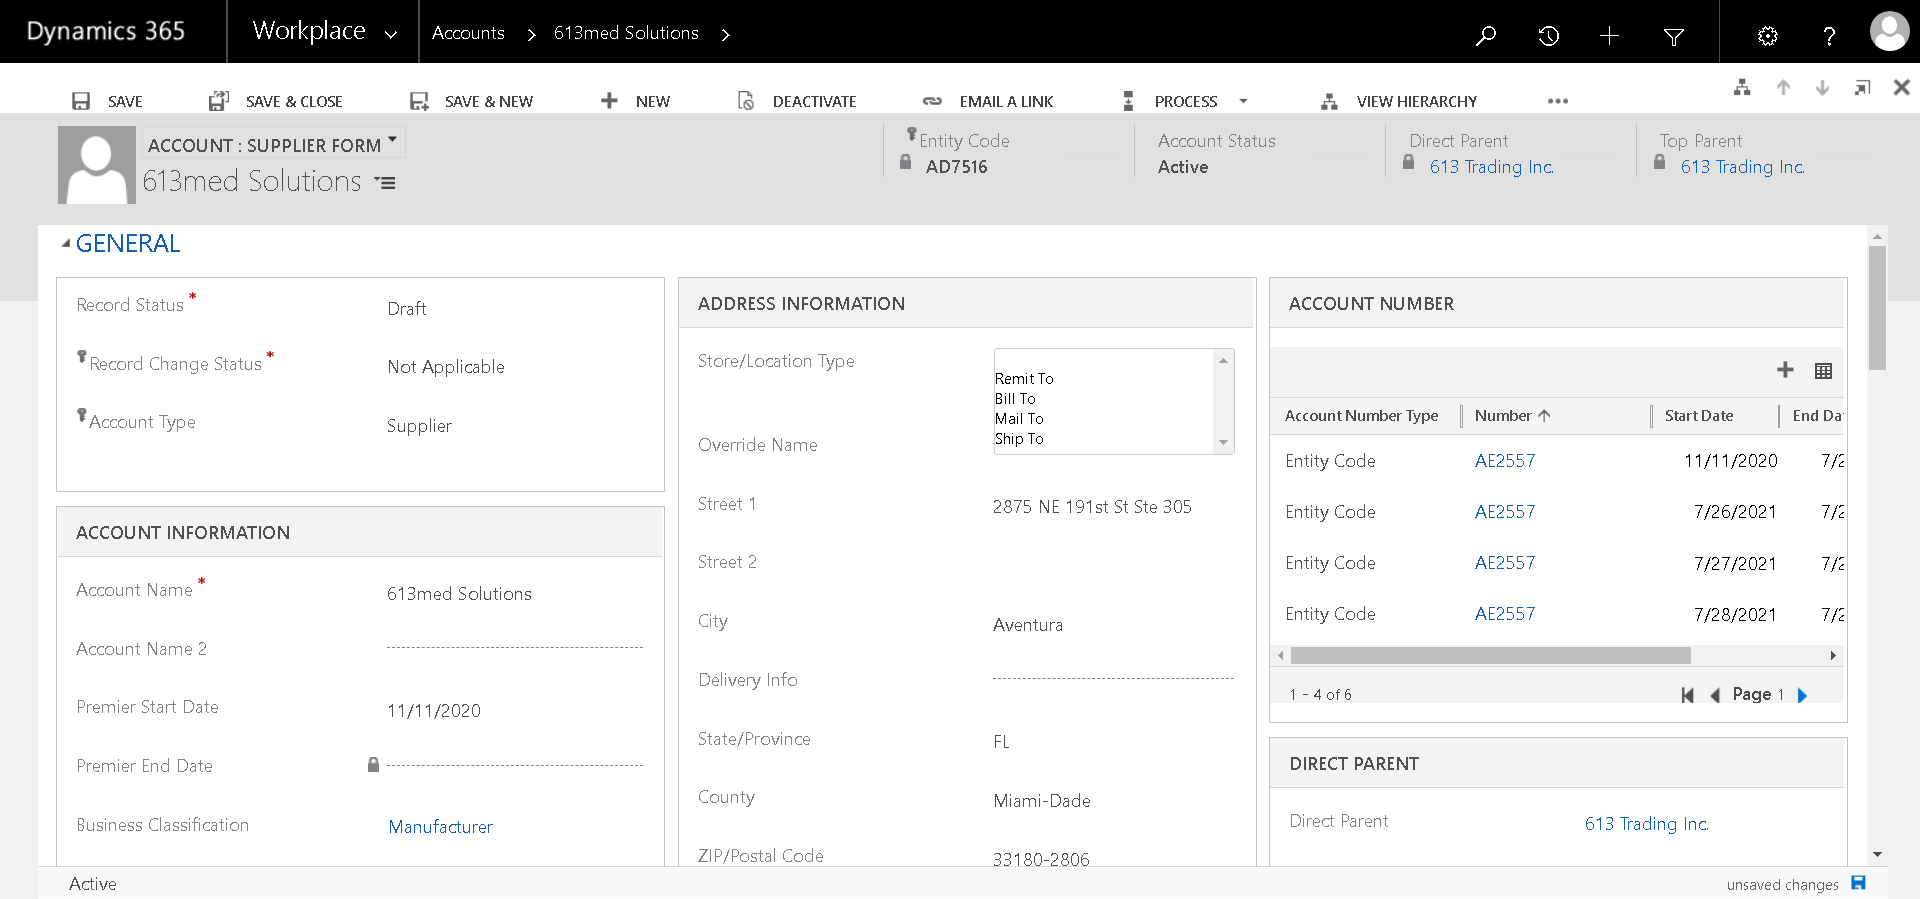 Dynamics 365
Workplace
Accounts
613med Solutions
SAVE
SAVE & CLOSE
SAVE & NEW
NEW
DEACTIVATE
EMAIL A LINK
PROCESS
VIEW HIERARCHY
ACCOUNT : SUPPLIER FORM
613med Solutions
Entity Code
AD7516
Account Status
Active
Direct Parent
613 Trading Inc.
Top Parent
613 Trading Inc.
GENERAL
Record Status *
Draft
Record Change Status *
Not Applicable
Account Type
Supplier
ACCOUNT INFORMATION
Account Name *
613med Solutions
Account Name 2
Premier Start Date
11/11/2020
Premier End Date
Business Classification
Manufacturer
ADDRESS INFORMATION
Store/Location Type
Remit To
Bill To
Mail To
Ship To
Override Name
Street 1
2875 NE 191st St Ste 305
Street 2
City
Aventura
Delivery Info
State/Province
FL
County
Miami-Dade
ZIP/Postal Code
33180-2806
ACCOUNT NUMBER
Account Number Type Number Start Date End Da
Entity Code AE2557 11/11/2020 7/2
Entity Code AE2557 7/26/2021 7/2
Entity Code AE2557 7/27/2021 7/2
Entity Code AE2557 7/28/2021 7/2
1 - 4 of 6
Page 1
DIRECT PARENT
Direct Parent
613 Trading Inc.
Active
unsaved changes